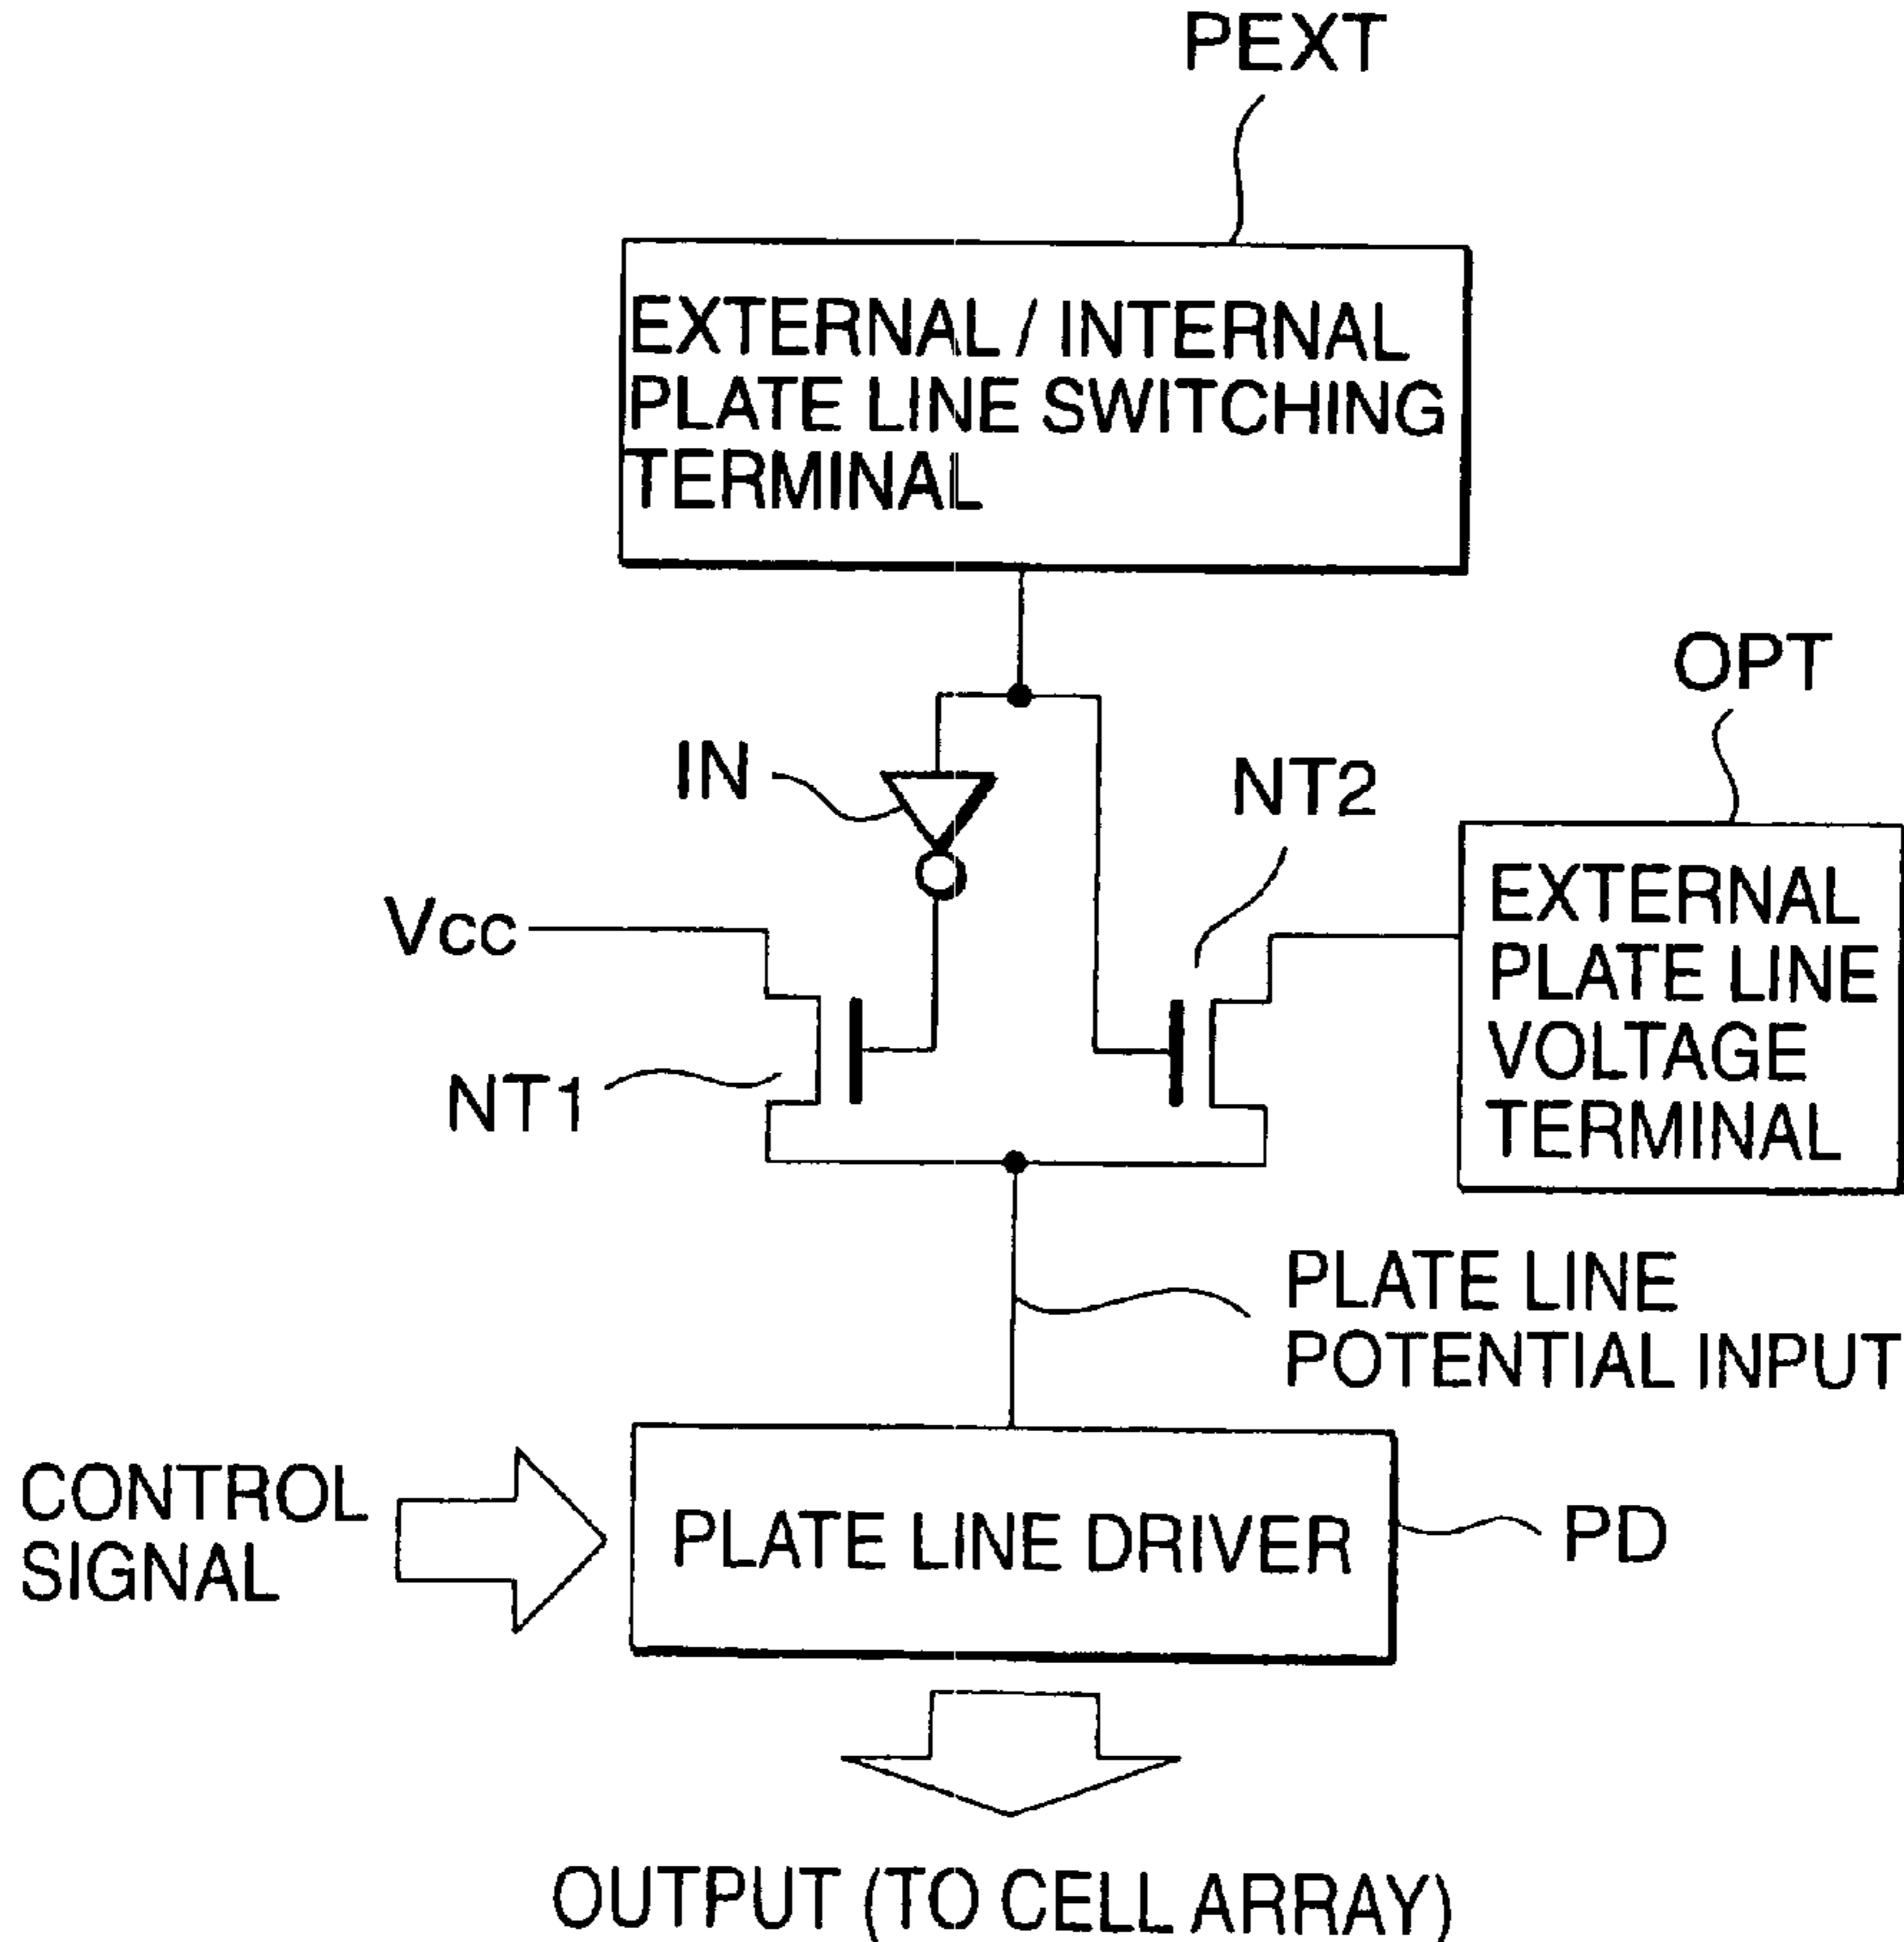 PEXT
EXTERNAL / INTERNAL
PLATE LINE SWITCHING
TERMINAL
OPT
IN
NT2
Vcc
EXTERNAL
PLATE LINE
VOLTAGE
TERMINAL
NT1
PLATE LINE
POTENTIAL INPUT
CONTROL
SIGNAL
PLATE LINE DRIVER
PD
OUTPUT (TO CELL ARRAY)